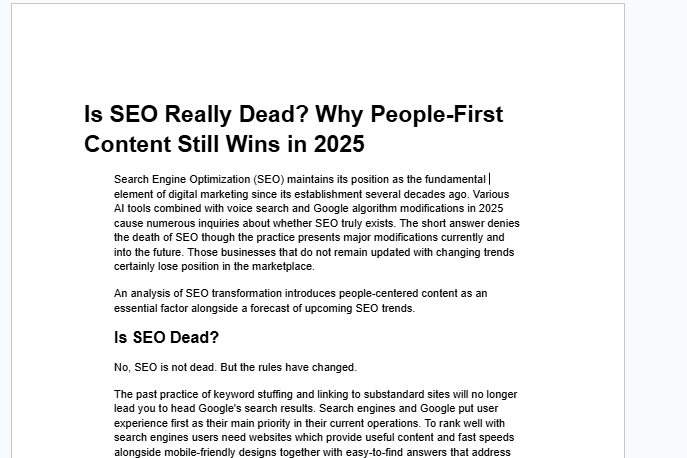 Is SEO Really Dead? Why People-First
Content Still Wins in 2025
Search Engine Optimization (SEO) maintains its position as the fundamental
element of digital marketing since its establishment several decades ago. Various
AI tools combined with voice search and Google algorithm modifications in 2025
cause numerous inquiries about whether SEO truly exists. The short answer denies
the death of SEO though the practice presents major modifications currently and
into the future. Those businesses that do not remain updated with changing trends
certainly lose position in the marketplace.
An analysis of SEO transformation introduces people-centered content as an
essential factor alongside a forecast of upcoming SEO trends.
Is SEO Dead?
No, SEO is not dead. But the rules have changed.
The past practice of keyword stuffing and linking to substandard sites will no longer
lead you to head Google's search results. Search engines and Google put user
experience first as their main priority in their current operations. To rank well with
search engines users need websites which provide useful content and fast speeds
alongside mobile-friendly designs together with easy-to-find answers that address